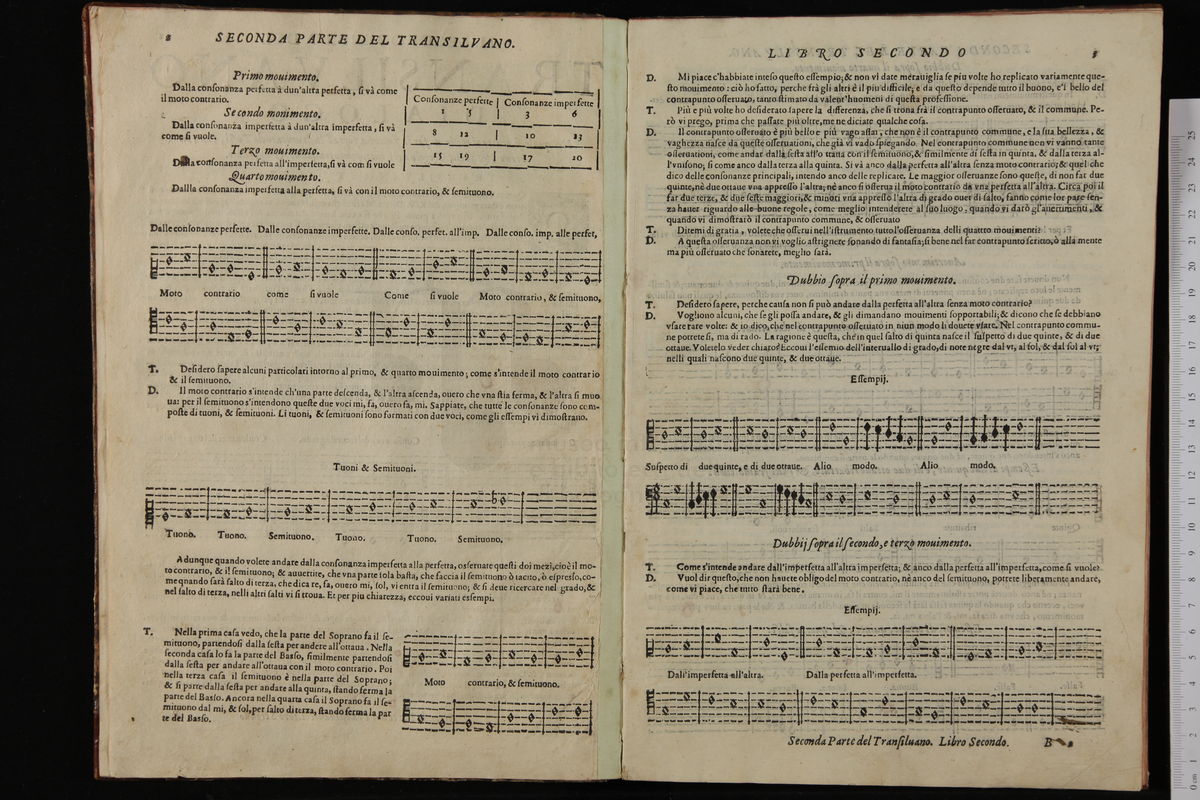 8 SECONDA PARTE DEL TRANSILVANO.
Primo mouimento.
Dalla consonanza perfetta à dun'altra perfetta, si và come
il moto contrario.
Secondo monimento.
Dalla consonanza imperfetta à dun'altra imperfetta, si và
come si vuole.
Terzo mouimento.
Dalla consonanza perfetta all'imperfetta, si và com si vuole
Quarto mouimento.
Dallla consonanza imperfetta alla perfetta, si và con il moto contrario, & semituono.
Consonanze perfette | Consonanze imperfette
1 5 | 3 6
8 12 | 10 13
15 19 | 17 20
Dalle consonanze perfette. Dalle consonanze imperfette. Dalle conso. perfet. all'imp. Dalle conso. imp. alle perfet,
Moto contrario come si vuole Come si vuole Moto contrario, & semituono,
T. Desidero sapere alcuni particolari intorno al primo, & quarto mouimento; come s'intende il moto contrario
& il semituono.
D. Il moto contrario s'intende ch'una parte descenda, & l'altra ascenda, ouero che vna stia ferma, & l'altra si muo
ua: per il semituono s'intendono queste due voci mi, fa, ouero fa, mi. Sappiate, che tutte le consonanze sono com-
poste di tuoni, & semituoni. Li tuoni, & semituoni sono formati con due voci, come gli essempi vi dimostrano.
Tuoni & Semituoni.
Tuono. Tuono. Semituono. Tuono. Tuono. Semituono.
Adunque quando volete andare dalla consonanza imperfetta alla perfetta, osseruate questi doi mezi, cioè il mo-
to contrario, & il semituono; & auuertite, che vna parte sola basta, che faccia il semituono ò tacito, ò espresso, co-
me quando sarà salto di terza, che dica re, fa, ouero mi, sol, vi entra il semituono; & si deue ricercare nel grado, &
nel salto di terza, nelli altri salti vi si troua. Et per piu chiarezza, eccoui variati essempi.
T. Nella prima casa vedo, che la parte del Soprano fa il se-
mituono, partendosi dalla sesta per andere all'ottaua. Nella
seconda casa lo fa la parte del Basso, similmente partendosi
dalla sesta per andare all'ottaua con il moto contrario. Poi
nella terza casa il semituono è nella parte del Soprano;
& si parte dalla sesta per andare alla quinta, stando ferma la
parte del Basso. Ancora nella quarta casa il Soprano fa il se-
mituono dal mi, & sol, per salto di terza, stando ferma la par
te del Basso.
Moto contrario, & semituono.
LIBRO SECONDO
D. Mi piace c'habbiate inteso questo essempio; & non vi date merauiglia se piu volte ho replicato variamente que-
sto mouimento: ciò ho fatto, perche frà gli altri è il piu difficile; e da questo depende tutto il buono, e'l bello del
contrapunto osseruato, tanto stimato da valent'huomeni di questa professione.
T. Più e più volte ho desiderato sapere la differenza, che si troua frà il contrapunto osseruato, & il commune. Pe-
rò vi prego, prima che passate più oltre, me ne diciate qualche cosa.
D. Il contrapunto osseruato è più bello e più vago assai; che non è il contrapunto commune, e la sua bellezza, &
vaghezza nasce da queste osseruationi, che già vi vado spiegando. Nel contrapunto commune non vi vanno tante
osseruationi, come andar dalla sesta all'ottaua con il semituono, & similmente di sesta in quinta, & dalla terza al-
l'vnisono; si come anco dalla terza alla quinta. Si và anco dalla perfetta all'altra senza moto contrario; & quel che
dico delle consonanze principali, intendo anco delle replicate. Le maggior osseruanze sono queste, di non far due
quinte, nè due ottaue vna appresso l'altra; nè anco si osserua il moto contrario da vna perfetta all'altra. Circa poi il
far due terze, & due seste maggiori, & minori vna appresso l'altra di grado ouer di salto, fanno come lor pare sen-
za hauer riguardo alle buone regole, come meglio intenderete al suo luogo, quando vi darò gl'auertimenti, &
quando vi dimostrarò il contrapunto commune, & osseruato
T. Ditemi di gratia, volete che osserui nell'istrumento tutto l'osseruanza delli quattro mouimenti?
D. A questa osseruanza non vi voglio astrignere sonando di fantasia; si bene nel far contrapunto scritto, ò alla mente
ma più osseruato che sonarete, meglio sarà.
Dubbio sopra il primo mouimento.
T. Desidero sapere, perche causa non si può andare dalla perfetta all'altra senza moto contrario?
D. Vogliono alcuni, che se gli possa andare, & gli dimandano mouimenti sopportabili; & dicono che se debbiano
vsare rare volte: & io dico, che nel contrapunto osseruato in niun modo li douete vsare. Nel contrapunto commu-
ne potrete si, ma di rado. La ragione è questa, che in quel salto di quinta nasce il suspetto di due quinte, & di due
ottaue. Voletelo veder chiaro? Eccoui l'essemio dell'interuallo di grado, di note negre dal vt, al sol, & dal sol al vt;
nelli quali nascono due quinte, & due ottaue.
Essempij.
Suspetto di due quinte, e di due ottaue. Alio modo. Alio modo.
Dubbij sopra il secondo, e terzo mouimento.
T. Come s'intende andare dall'imperfetta all'altra imperfetta; & anco dalla perfetta all'imperfetta, come si vuole?
D. Vuol dir questo, che non hauete obligo del moto contrario, nè anco del semituono, potrete liberamente andare,
come vi piace, che tutto starà bene.
Essempij.
Dall'imperfetta all'altra. Dalla perfetta all'imperfetta.
Seconda Parte del Transiluano. Libro Secondo. B